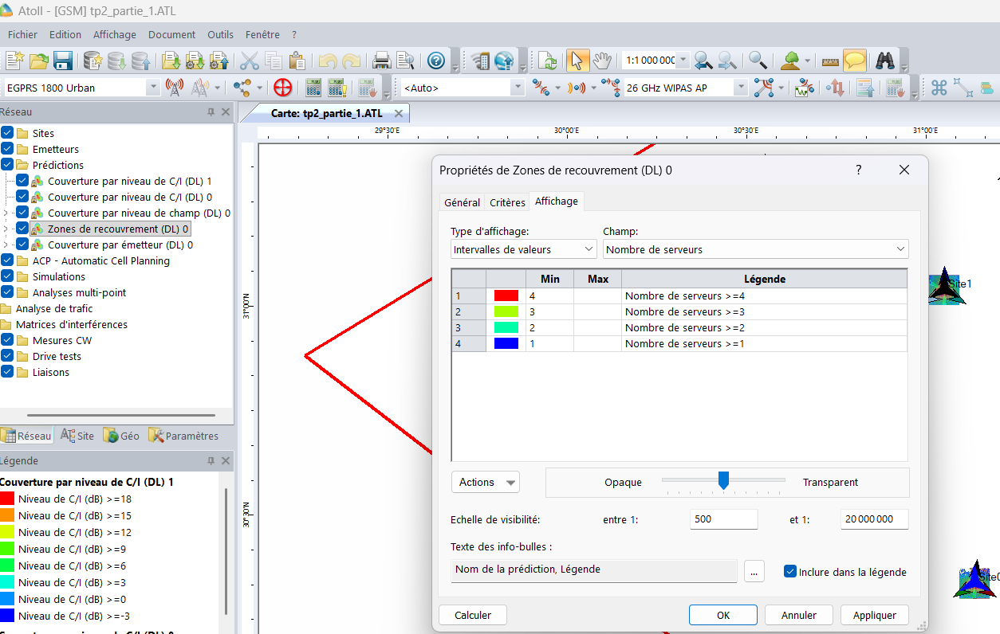 Atoll - [GSM] tp2_partie_1.ATL
Fichier Edition Affichage Document Outils Fenêtre ?
1:1 000 000
EGPRS 1800 Urban <Auto> 26 GHz WIPAS AP
Réseau
Sites
Emetteurs
Prédictions
Couverture par niveau de C/I (DL) 1
Couverture par niveau de C/I (DL) 0
Couverture par niveau de champ (DL) 0
Zones de recouvrement (DL) 0
Couverture par émetteur (DL) 0
ACP - Automatic Cell Planning
Simulations
Analyses multi-point
Analyse de trafic
Matrices d'interférences
Mesures CW
Drive tests
Liaisons
Réseau Site Géo Paramètres
Légende
Couverture par niveau de C/I (DL) 1
Niveau de C/I (dB) >=18
Niveau de C/I (dB) >=15
Niveau de C/I (dB) >=12
Niveau de C/I (dB) >=9
Niveau de C/I (dB) >=6
Niveau de C/I (dB) >=3
Niveau de C/I (dB) >=0
Niveau de C/I (dB) >=-3
Carte: tp2_partie_1.ATL
29°30'E 30°00'E 30°30'E 31°00'E
31°00'N
30°30'N
Propriétés de Zones de recouvrement (DL) 0 ?
Général Critères Affichage
Type d'affichage: Champ:
Intervalles de valeurs Nombre de serveurs
Min Max Légende
1 4 Nombre de serveurs >=4
2 3 Nombre de serveurs >=3
3 2 Nombre de serveurs >=2
4 1 Nombre de serveurs >=1
Actions Opaque Transparent
Echelle de visibilité: entre 1: 500 et 1: 20 000 000
Texte des info-bulles :
Nom de la prédiction, Légende ... Inclure dans la légende
Calculer OK Annuler Appliquer
Site1
Site0